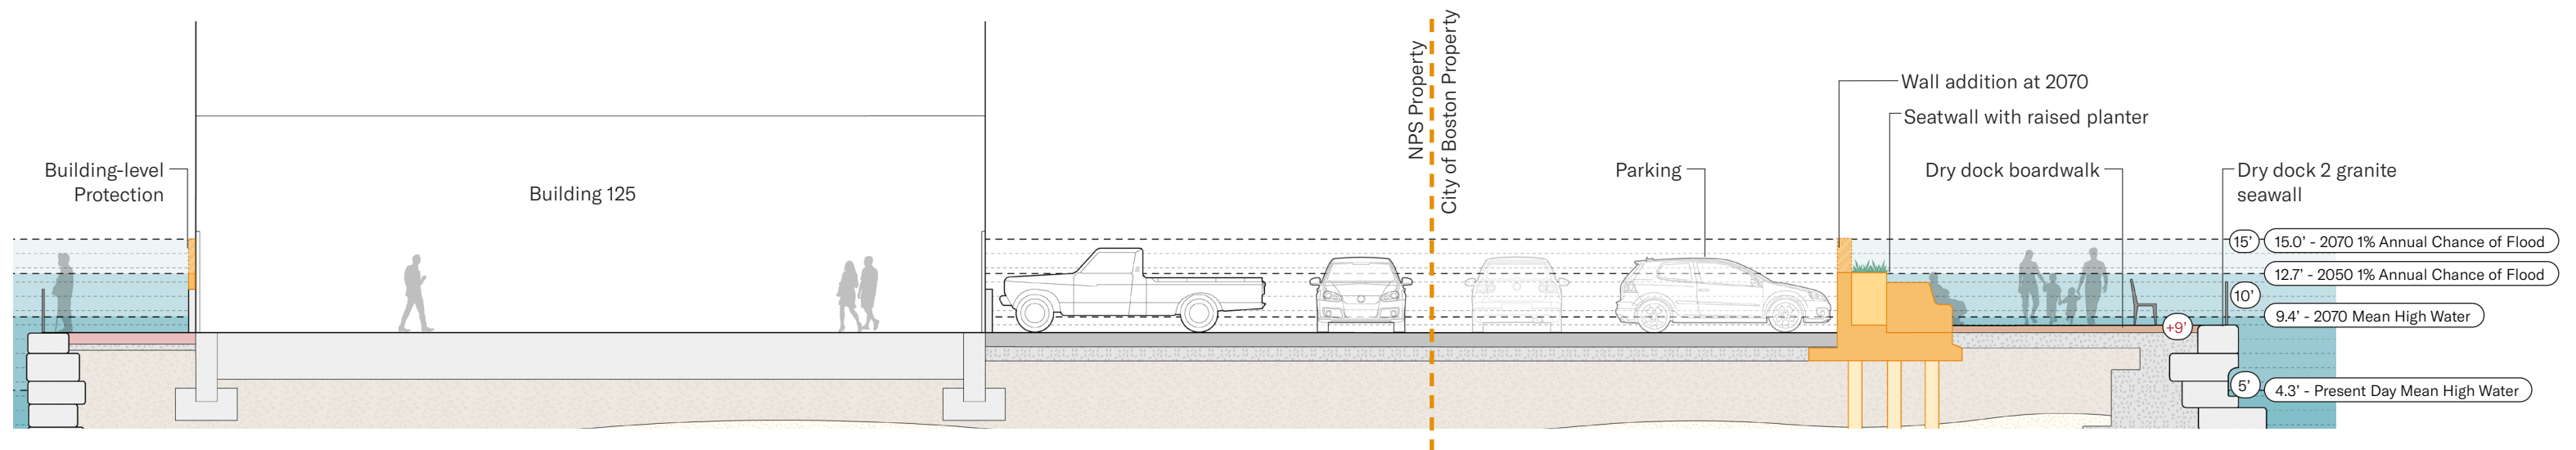 Building-level
Protection
Building 125
NPS Property
City of Boston Property
Parking
Wall addition at 2070
Seatwall with raised planter
Dry dock boardwalk
Dry dock 2 granite
seawall
15’
15.0’ - 2070 1% Annual Chance of Flood
12.7’ - 2050 1% Annual Chance of Flood
10’
9.4’ - 2070 Mean High Water
+9’
5’
4.3’ - Present Day Mean High Water